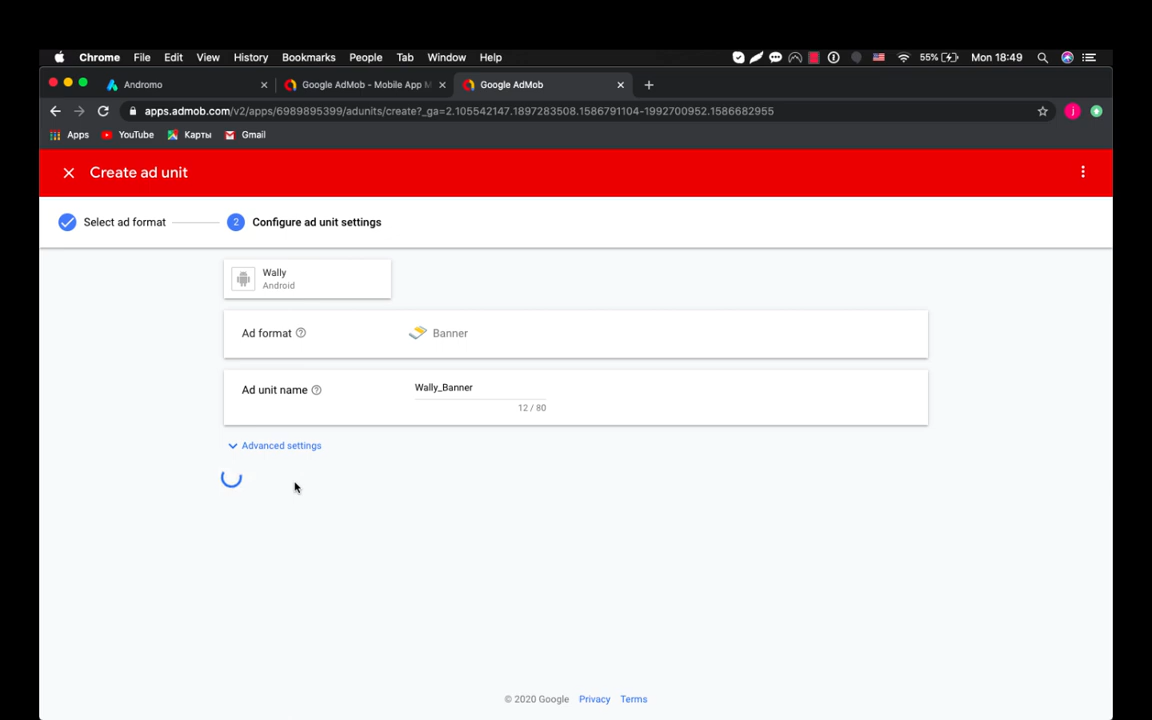 Chrome File Edit View History Bookmarks People Tab Window Help 55% Mon 18:49
Andromo Google AdMob - Mobile App M Google AdMob
apps.admob.com/v2/apps/6989895399/adunits/create?_ga=2.105542147.1897283508.1586791104-1992700952.1586682955 j
Apps YouTube Карты Gmail
Create ad unit
Select ad format 2 Configure ad unit settings
Wally
Android
Ad format Banner
Ad unit name Wally_Banner
12 / 80
Advanced settings
© 2020 Google Privacy Terms